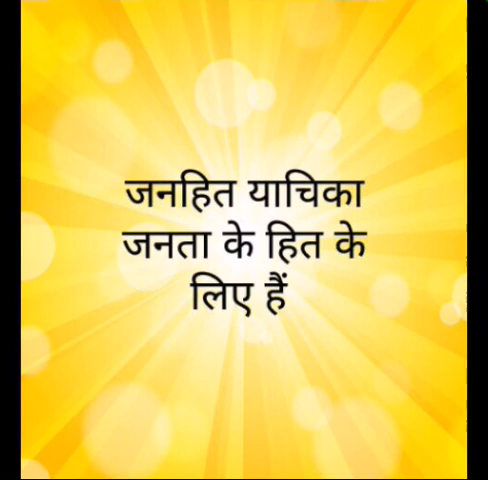 जनहित याचिका
जनता के हित के
लिए हैं